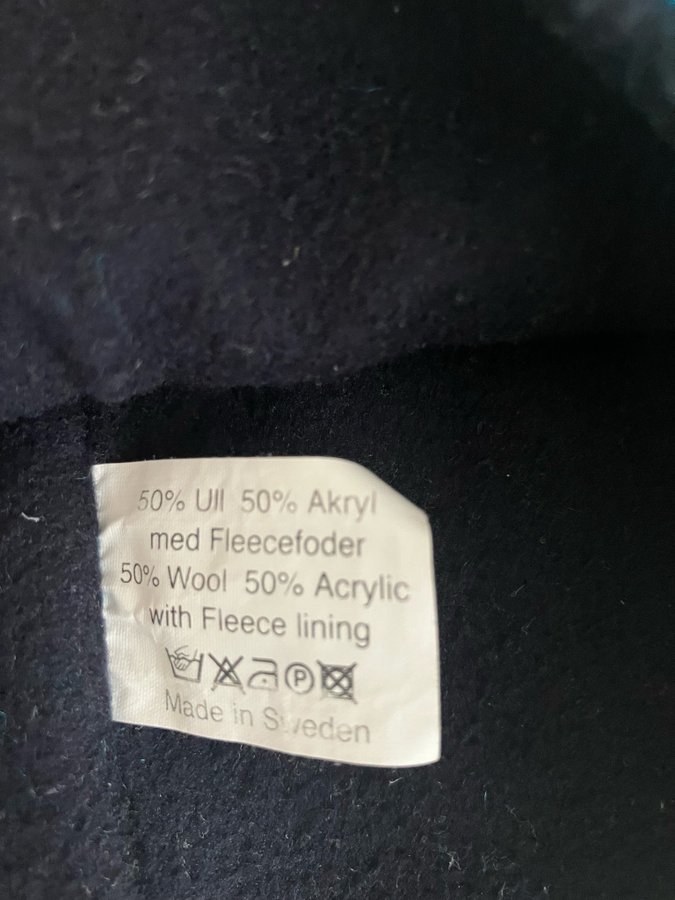 50% Ull 50% Akryl
med Fleecefoder
50% Wool 50% Acrylic
with Fleece lining
P
Made in Sweden